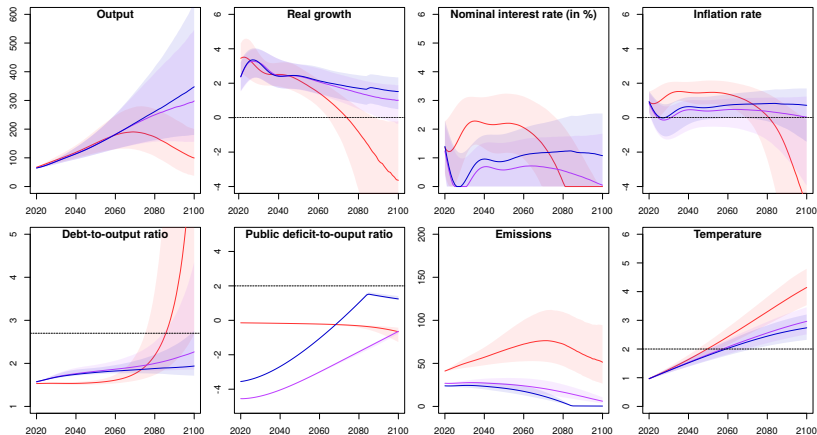 Output
0 100 200 300 400 500 600
2020 2040 2060 2080 2100
Real growth
-4 -2 0 2 4 6
2020 2040 2060 2080 2100
Nominal interest rate (in %)
0 1 2 3 4 5 6
2020 2040 2060 2080 2100
Inflation rate
-4 -2 0 2 4 6
2020 2040 2060 2080 2100
Debt-to-output ratio
1 2 3 4 5
2020 2040 2060 2080 2100
Public deficit-to-ouput ratio
-4 -2 0 2 4
2020 2040 2060 2080 2100
Emissions
0 50 100 150 200
2020 2040 2060 2080 2100
Temperature
0 1 2 3 4 5 6
2020 2040 2060 2080 2100